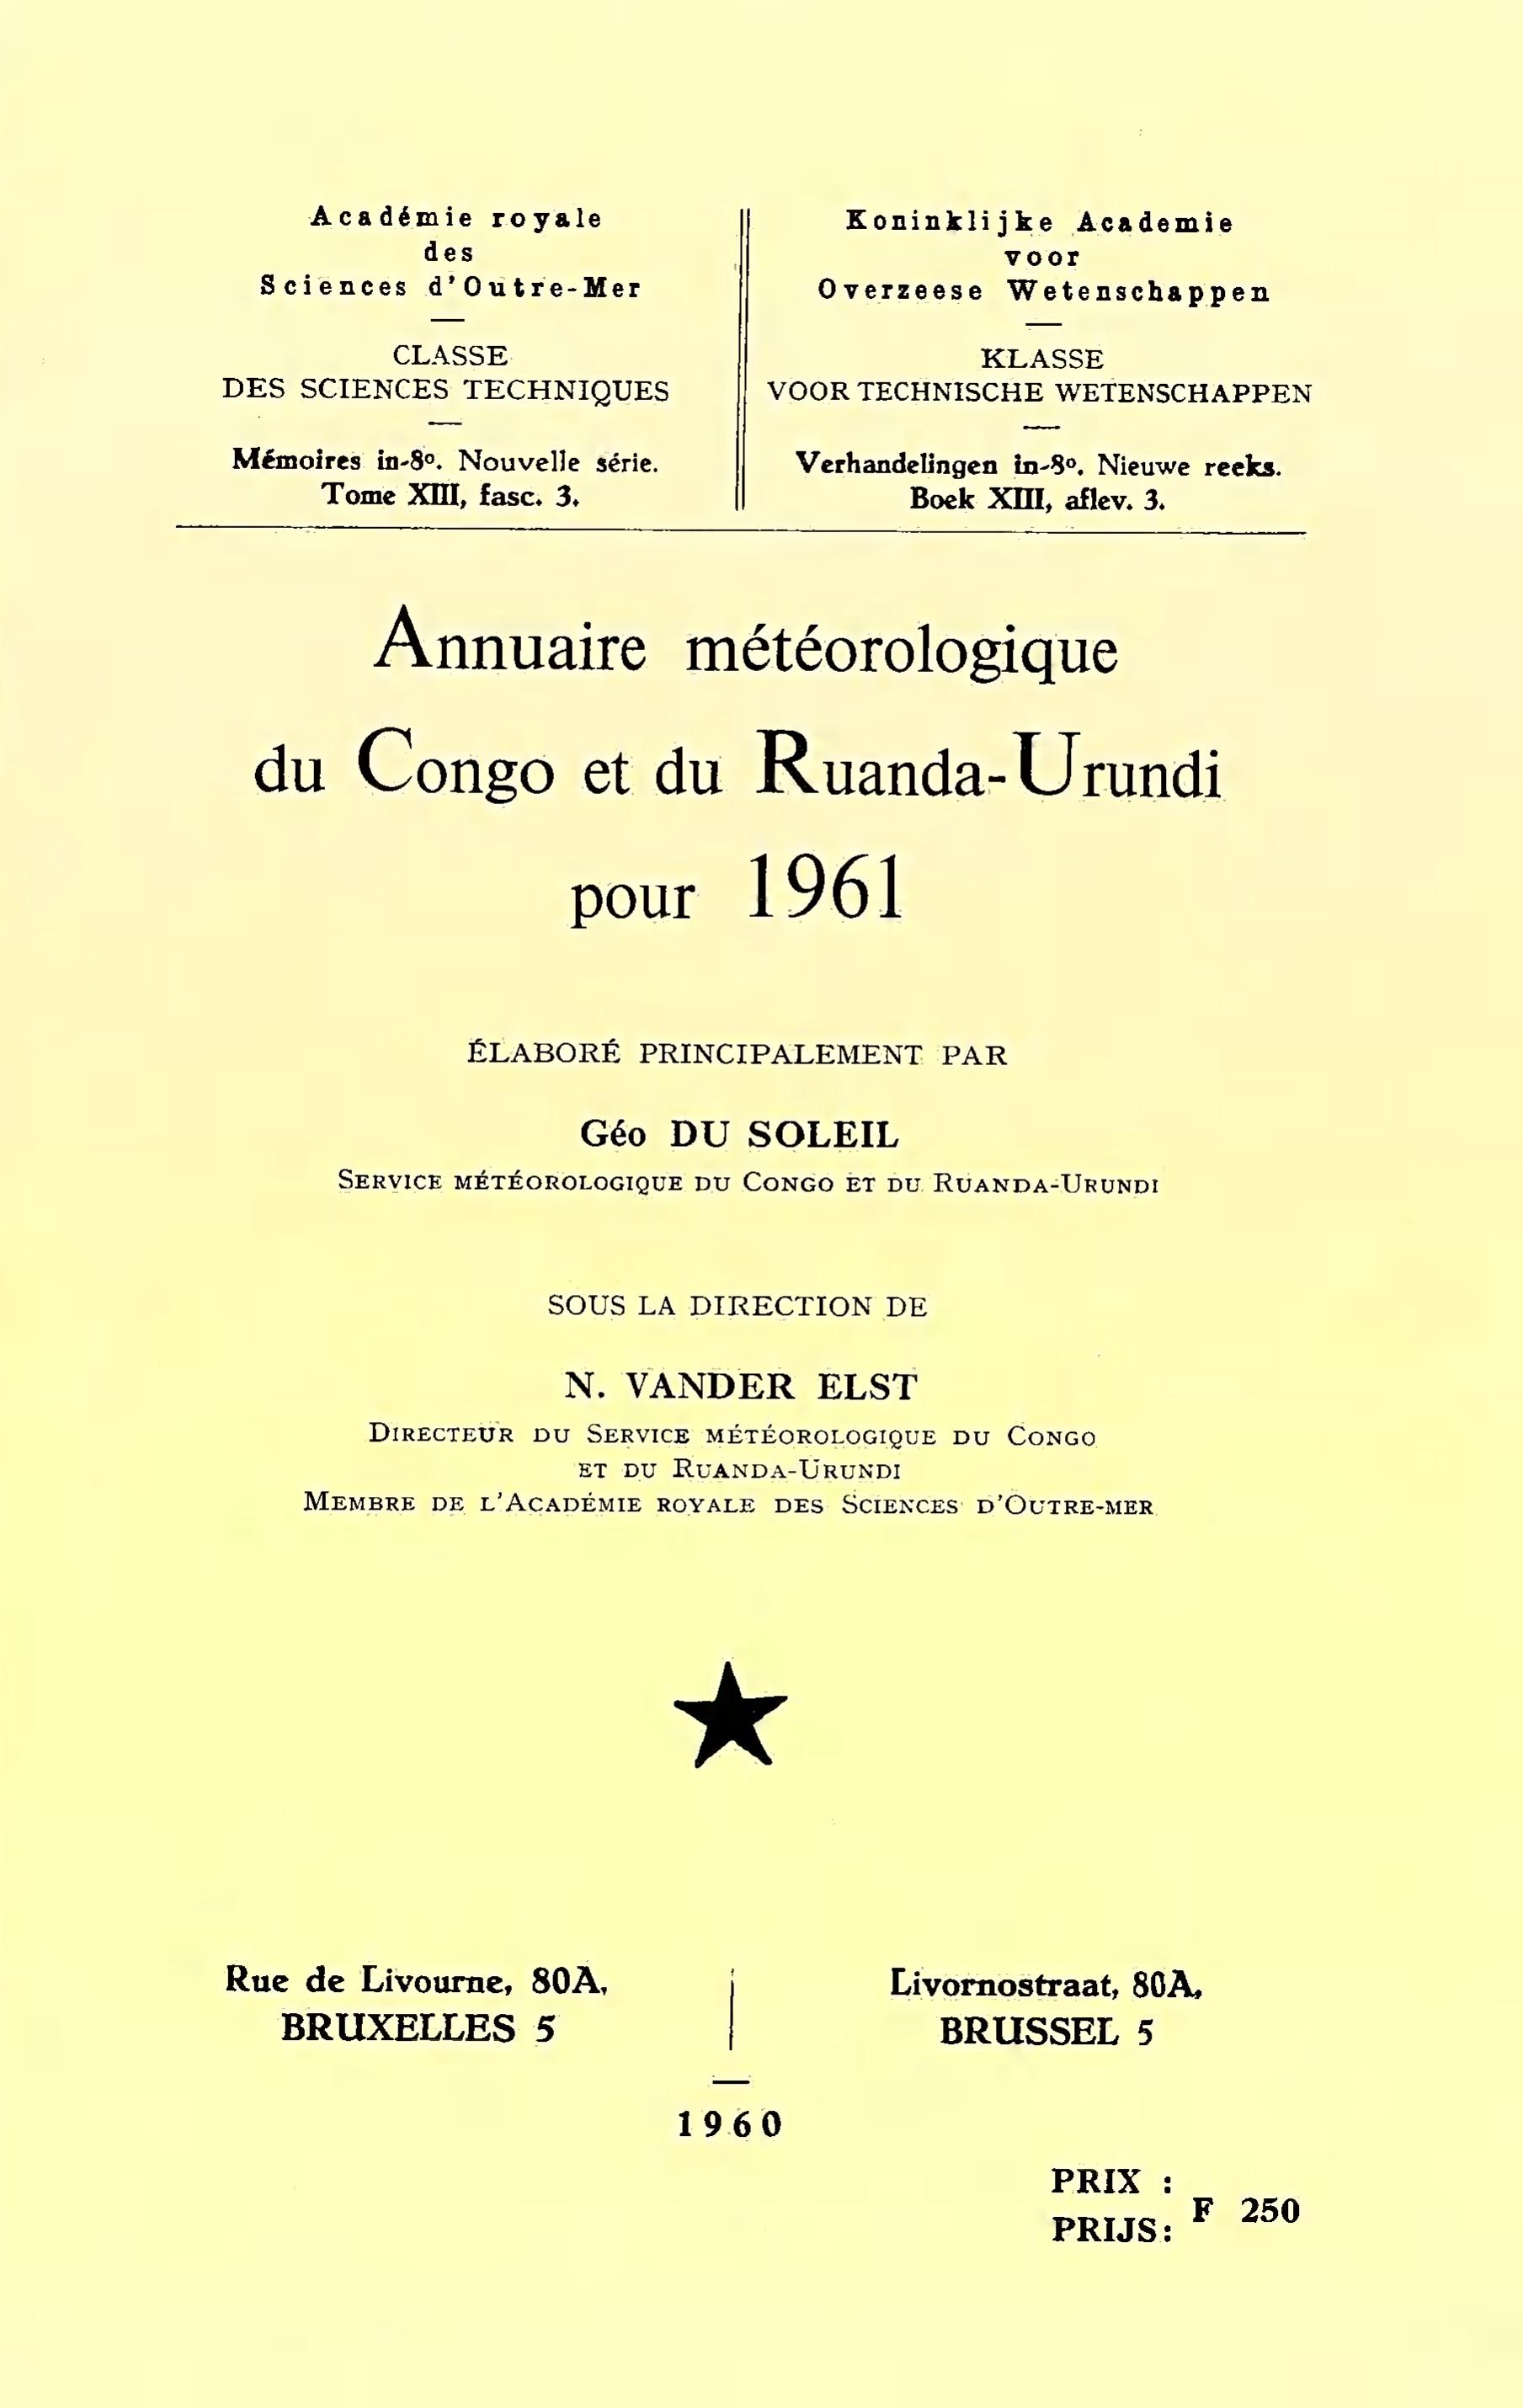 Académie royale
des
Sciences d'Outre-Mer
CLASSE
DES SCIENCES TECHNIQUES
Mémoires in-8º. Nouvelle série.
Tome XIII, fasc. 3.
Koninklijke Academie
voor
Overzeese Wetenschappen
KLASSE
VOOR TECHNISCHE WETENSCHAPPEN
Verhandelingen in-8º. Nieuwe reeks.
Boek XIII, aflev. 3.
Annuaire météorologique
du Congo et du Ruanda-Urundi
pour 1961
ÉLABORÉ PRINCIPALEMENT PAR
Géo DU SOLEIL
SERVICE MÉTÉOROLOGIQUE DU CONGO ET DU RUANDA-URUNDI
SOUS LA DIRECTION DE
N. VANDER ELST
DIRECTEUR DU SERVICE MÉTÉOROLOGIQUE DU CONGO
ET DU RUANDA-URUNDI
MEMBRE DE L'ACADÉMIE ROYALE DES SCIENCES D'OUTRE-MER
Rue de Livourne, 80A,
BRUXELLES 5
Livornostraat, 80A,
BRUSSEL 5
1960
PRIX :
PRIJS:
F 250